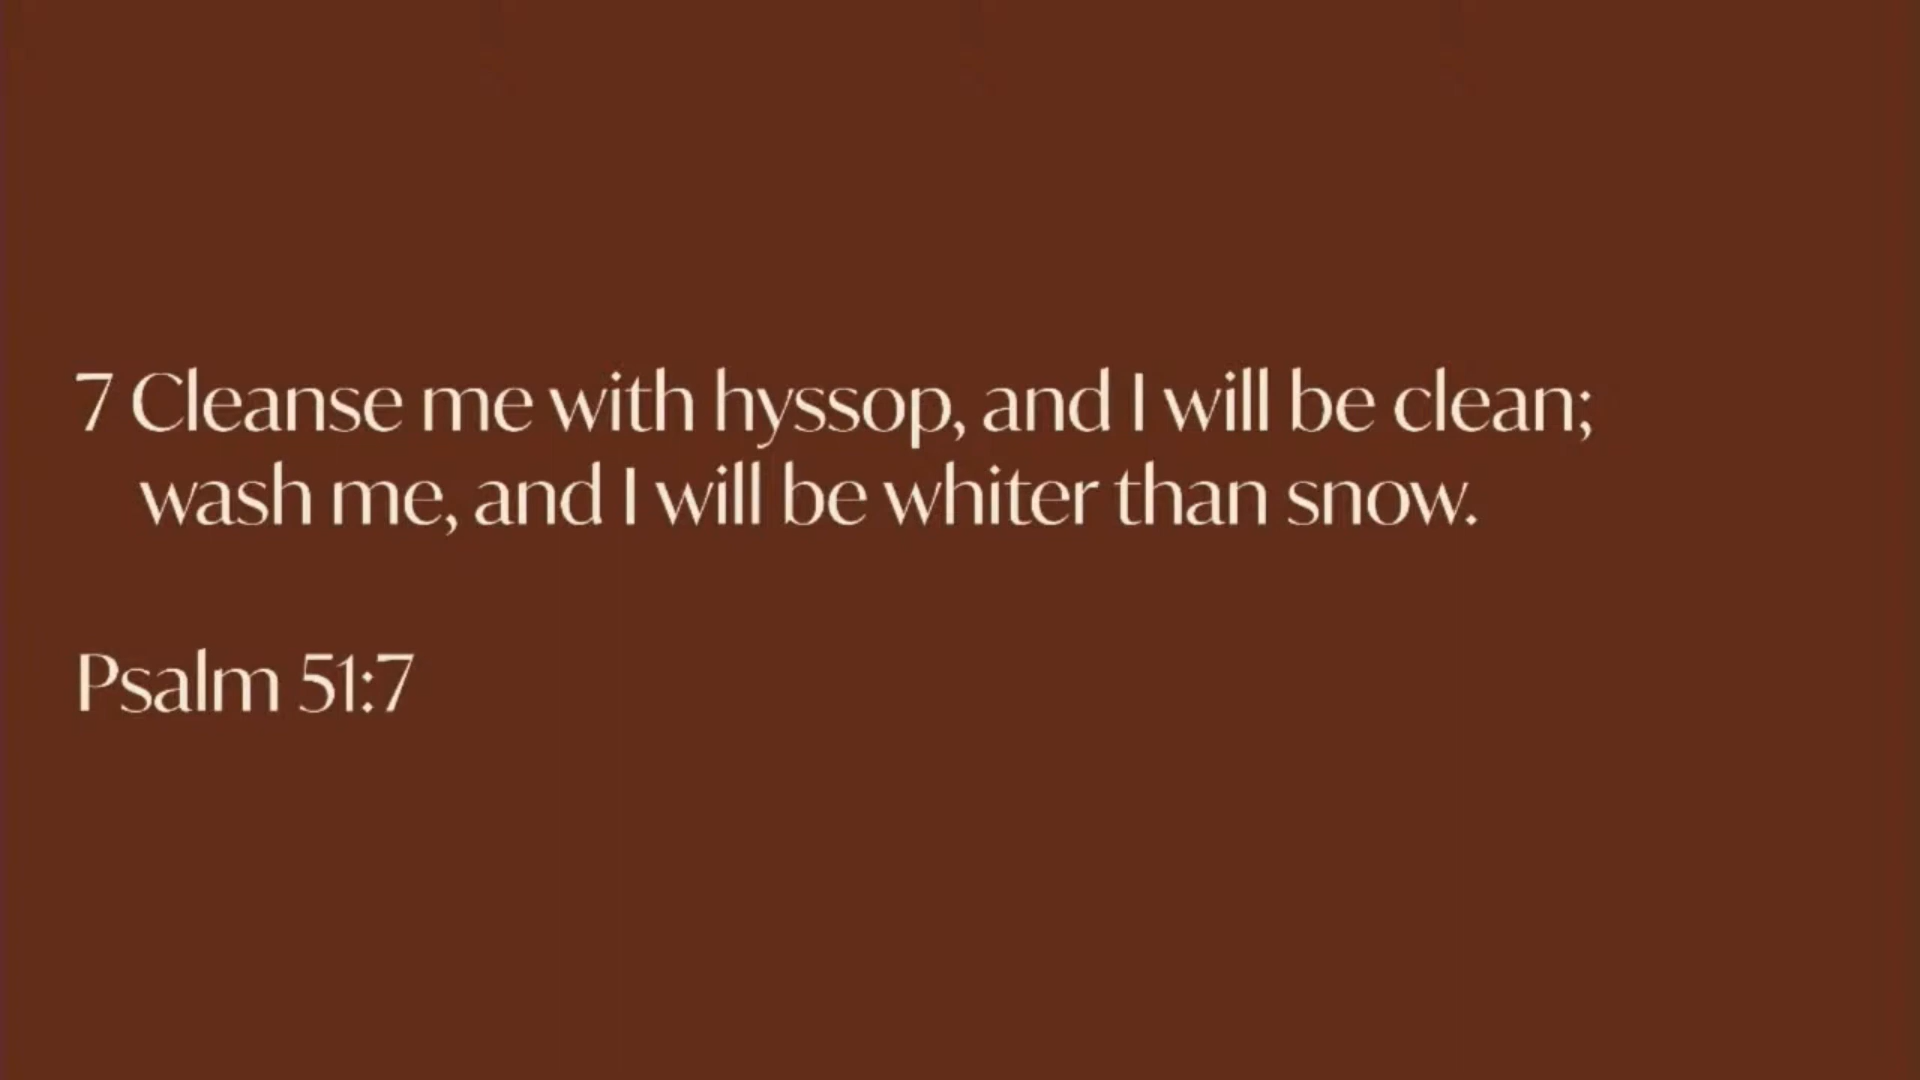 7 Cleanse me with hyssop, and I will be clean;
wash me, and I will be whiter than snow.
Psalm 51:7